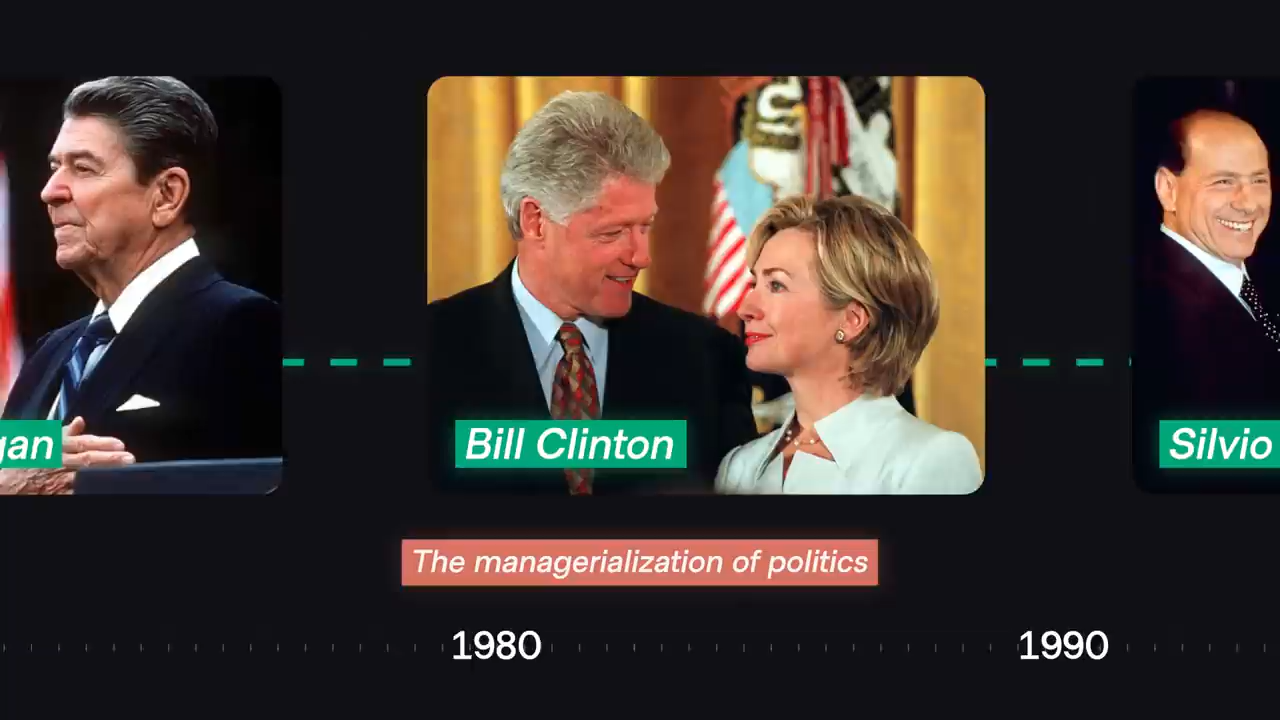 gan
Bill Clinton
Silvio
The managerialization of politics
1980
1990